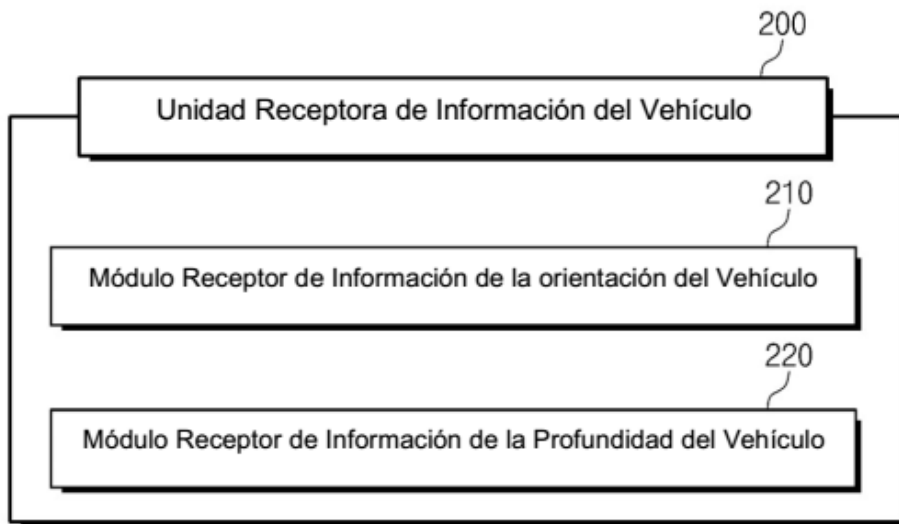 200
Unidad Receptora de Información del Vehículo
210
Módulo Receptor de Información de la orientación del Vehículo
220
Módulo Receptor de Información de la Profundidad del Vehículo